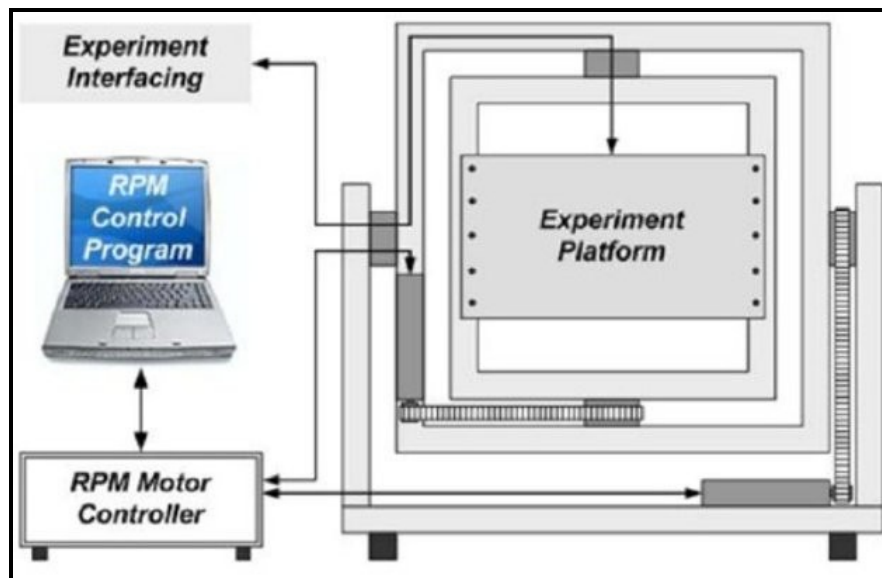 Experiment
Interfacing
RPM
Control
Program
Experiment
Platform
RPM Motor
Controller